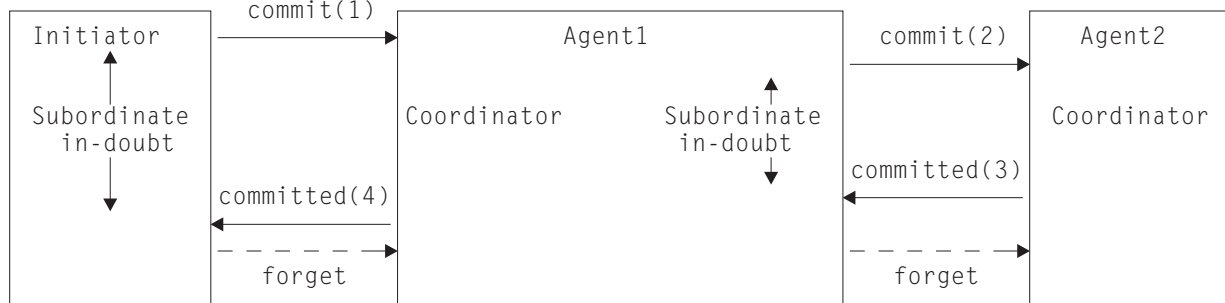 commit(1)
Initiator
Agent1
commit(2)
Agent2
Subordinate
in-doubt
Coordinator
Subordinate
in-doubt
Coordinator
committed(4)
committed(3)
forget
forget